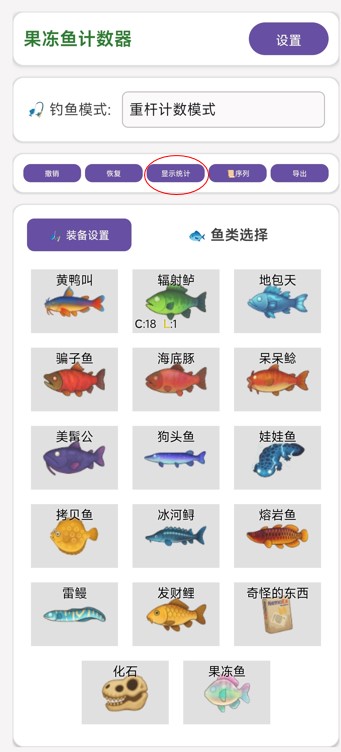 果冻鱼计数器
设置
钓鱼模式:
重杆计数模式
撤销 恢复 显示统计 序列 导出
装备设置
鱼类选择
黄鸭叫 辐射鲈 地包天
C:18 L:1
骗子鱼 海底豚 呆呆鲶
美髯公 狗头鱼 娃娃鱼
拷贝鱼 冰河鲟 熔岩鱼
雷鳗 发财鲤 奇怪的东西
化石 果冻鱼